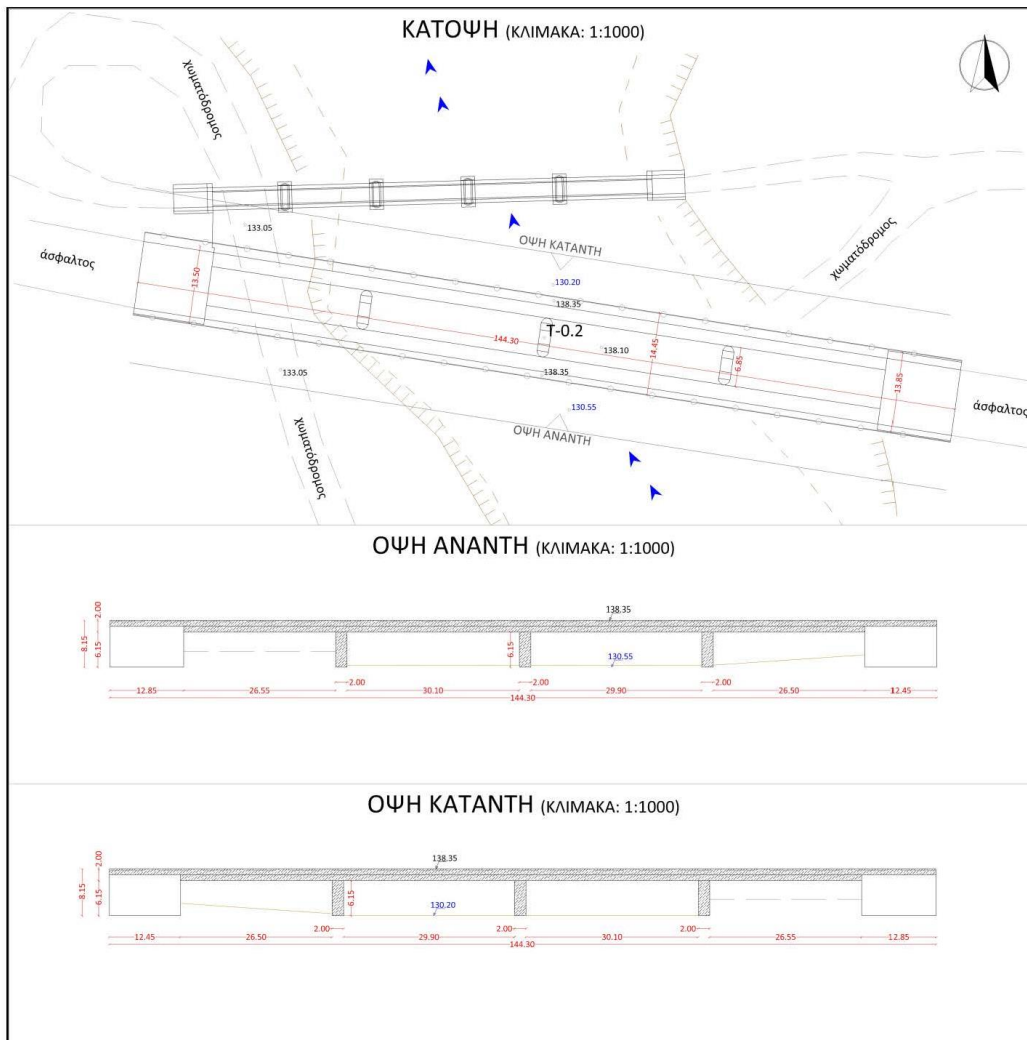 ΚΑΤΟΨΗ (ΚΛΙΜΑΚΑ: 1:1000)
χωματόδρομος
133.05
ΟΨΗ ΚΑΤΑΝΤΗ
χωματόδρομος
άσφαλτος
13.50
130.20
138.35
T-0.2
144.30
138.10
14.45
6.85
138.35
13.85
133.05
130.55
άσφαλτος
ΟΨΗ ΑΝΑΝΤΗ
χωματόδρομος
ΟΨΗ ΑΝΑΝΤΗ (ΚΛΙΜΑΚΑ: 1:1000)
138.35
2.00
8.15
6.15
6.15
130.55
2.00 2.00 2.00
12.85 26.55 30.10 29.90 26.50 12.45
144.30
ΟΨΗ ΚΑΤΑΝΤΗ (ΚΛΙΜΑΚΑ: 1:1000)
138.35
2.00
8.15
6.15
6.15
130.20
2.00 2.00 2.00
12.45 26.50 29.90 30.10 26.55 12.85
144.30